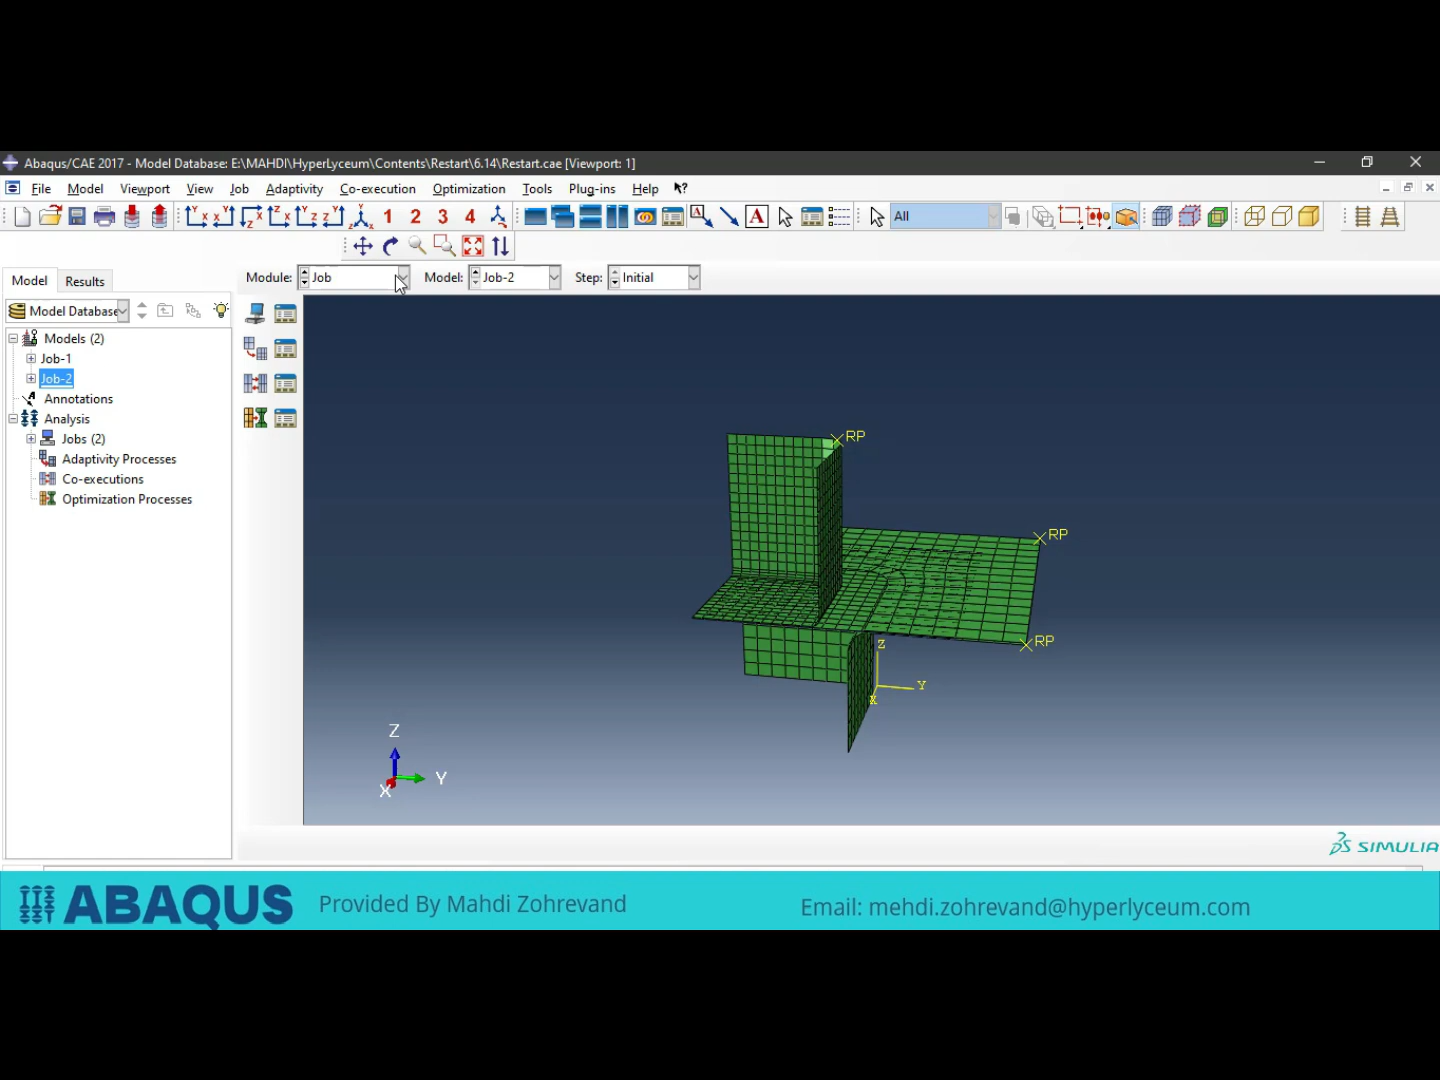 Abaqus/CAE 2017 - Model Database: E:\MAHDI\HyperLyceum\Contents\Restart\6.14\Restart.cae [Viewport: 1]
File Model Viewport View Job Adaptivity Co-execution Optimization Tools Plug-ins Help
1 2 3 4 A All
Model Results Module: Job Model: Job-2 Step: Initial
Model Database
Models (2)
Job-1
Job-2
Annotations
Analysis
Jobs (2)
Adaptivity Processes
Co-executions
Optimization Processes
RP
RP
RP
Z
Y
X
Z
Y
X
SIMULIA
ABAQUS Provided By Mahdi Zohrevand Email: mehdi.zohrevand@hyperlyceum.com